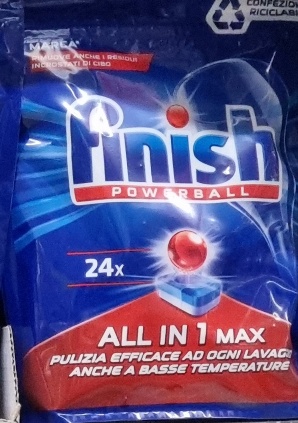 CONFEZIONE
RICICLABILE
MARCA*
RIMUOVE ANCHE I RESIDUI
INCROSTATI DI CIBO
finish
POWERBALL
24x
ALL IN 1 MAX
PULIZIA EFFICACE AD OGNI LAVAGG
ANCHE A BASSE TEMPERATURE